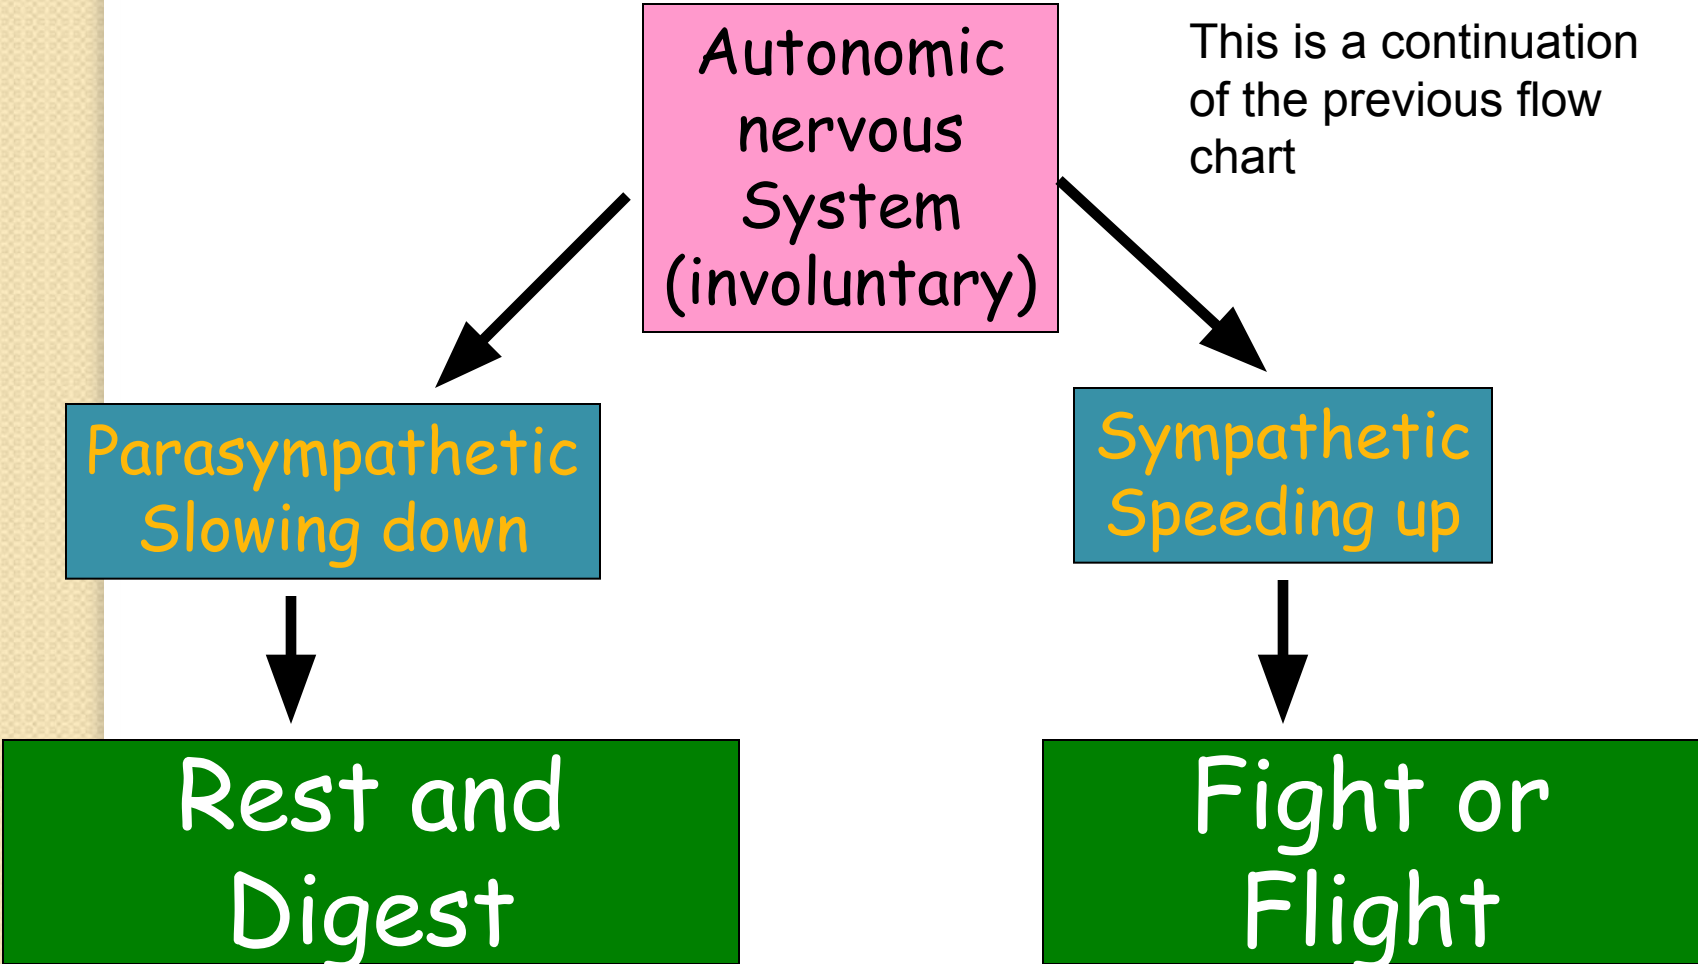 Autonomic
nervous
System
(involuntary)
This is a continuation
of the previous flow
chart
Parasympathetic
Slowing down
Sympathetic
Speeding up
Rest and
Digest
Fight or
Flight